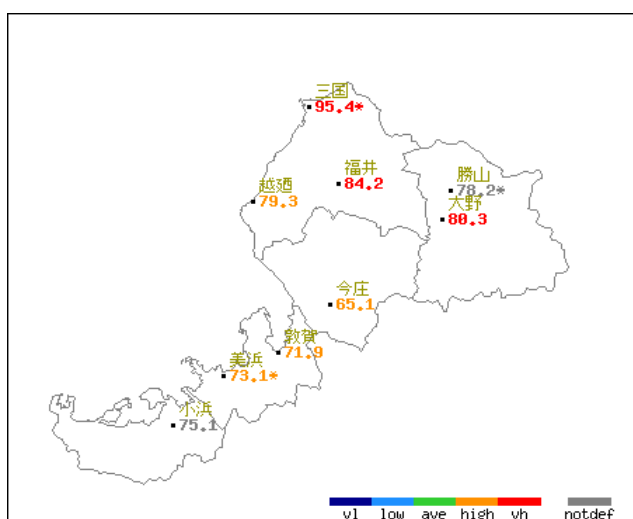 三国
95.4*
福井
84.2
勝山
78.2*
越廼
79.3
大野
80.3
今庄
65.1
敦賀
71.9
美浜
73.1*
小浜
75.1
vl low ave high vh notdef